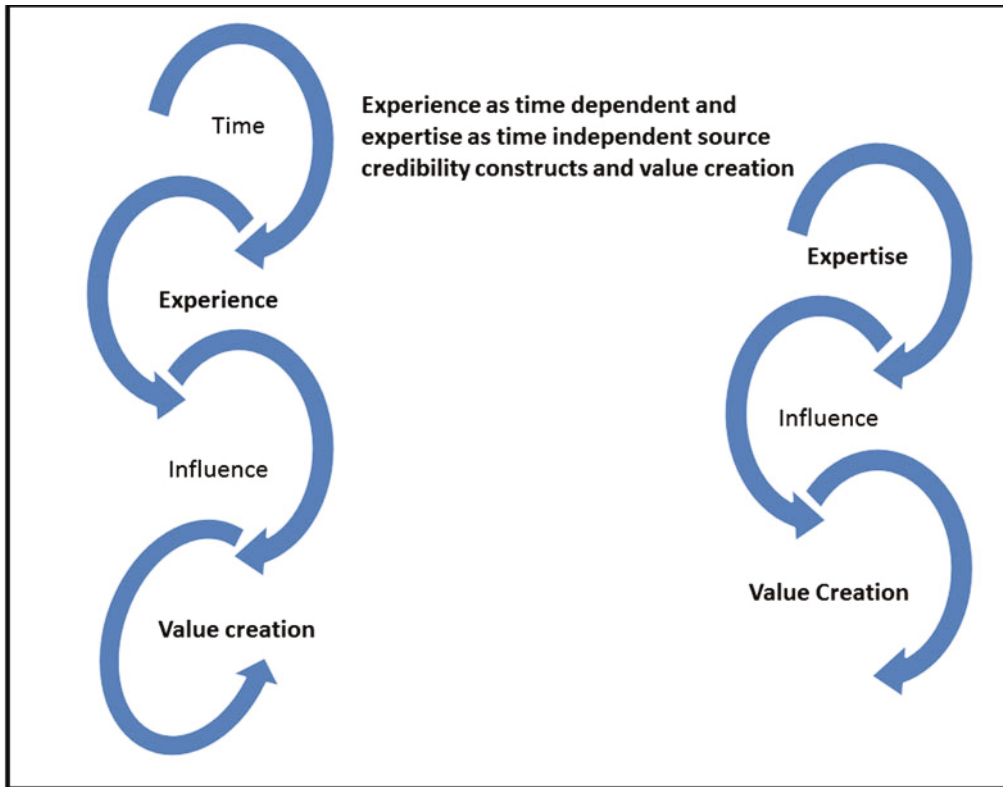 Time
Experience as time dependent and
expertise as time independent source
credibility constructs and value creation
Experience
Influence
Value creation
Expertise
Influence
Value Creation